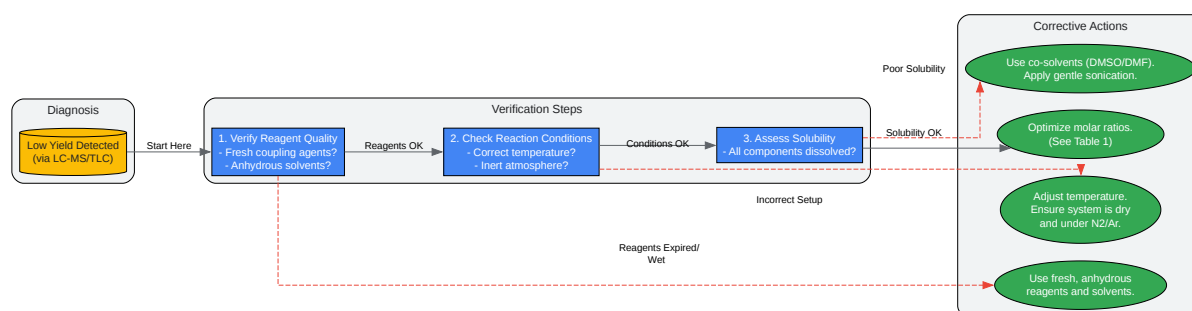 Diagnosis
Low Yield Detected
(via LC-MS/TLC)
Start Here
Verification Steps
1. Verify Reagent Quality
- Fresh coupling agents?
- Anhydrous solvents?
Reagents OK
2. Check Reaction Conditions
- Correct temperature?
- Inert atmosphere?
Conditions OK
3. Assess Solubility
- All components dissolved?
Poor Solubility
Solubility OK
Incorrect Setup
Reagents Expired/
Wet
Corrective Actions
Use co-solvents (DMSO/DMF).
Apply gentle sonication.
Optimize molar ratios.
(See Table 1)
Adjust temperature.
Ensure system is dry
and under N2/Ar.
Use fresh, anhydrous
reagents and solvents.